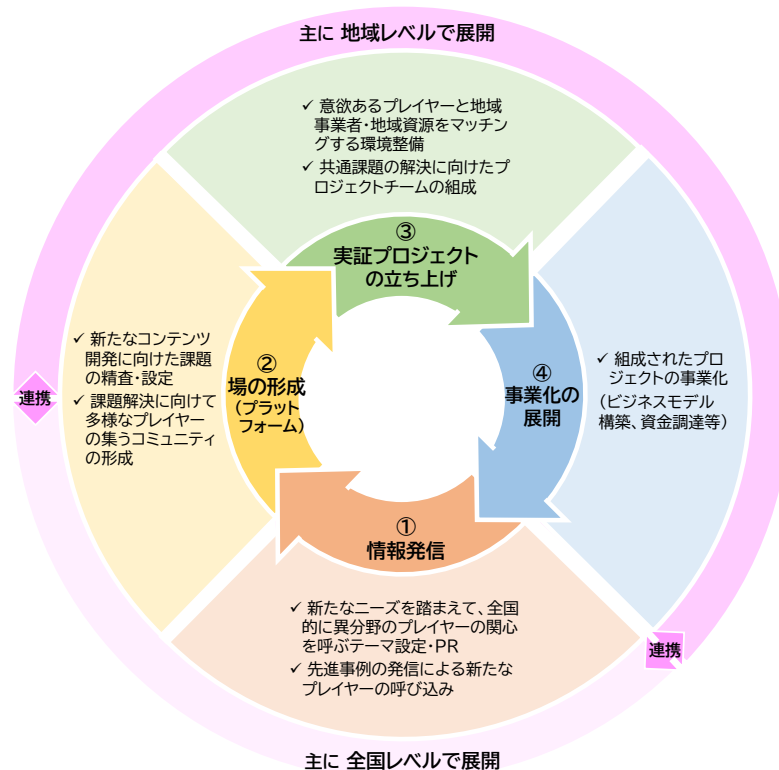 主に 地域レベルで展開
✓ 意欲あるプレイヤーと地域
事業者・地域資源をマッチン
グする環境整備
✓ 共通課題の解決に向けたプ
ロジェクトチームの組成
③
実証プロジェクト
の立ち上げ
✓ 新たなコンテンツ
開発に向けた課題
の精査・設定
✓ 課題解決に向けて
多様なプレイヤー
の集うコミュニティ
の形成
②
場の形成
(プラット
フォーム)
④
事業化の
展開
✓ 組成されたプロ
ジェクトの事業化
(ビジネスモデル
構築、資金調達等)
連携
①
情報発信
✓ 新たなニーズを踏まえて、全国
的に異分野のプレイヤーの関心
を呼ぶテーマ設定・PR
✓ 先進事例の発信による新たな
プレイヤーの呼び込み
連携
主に 全国レベルで展開